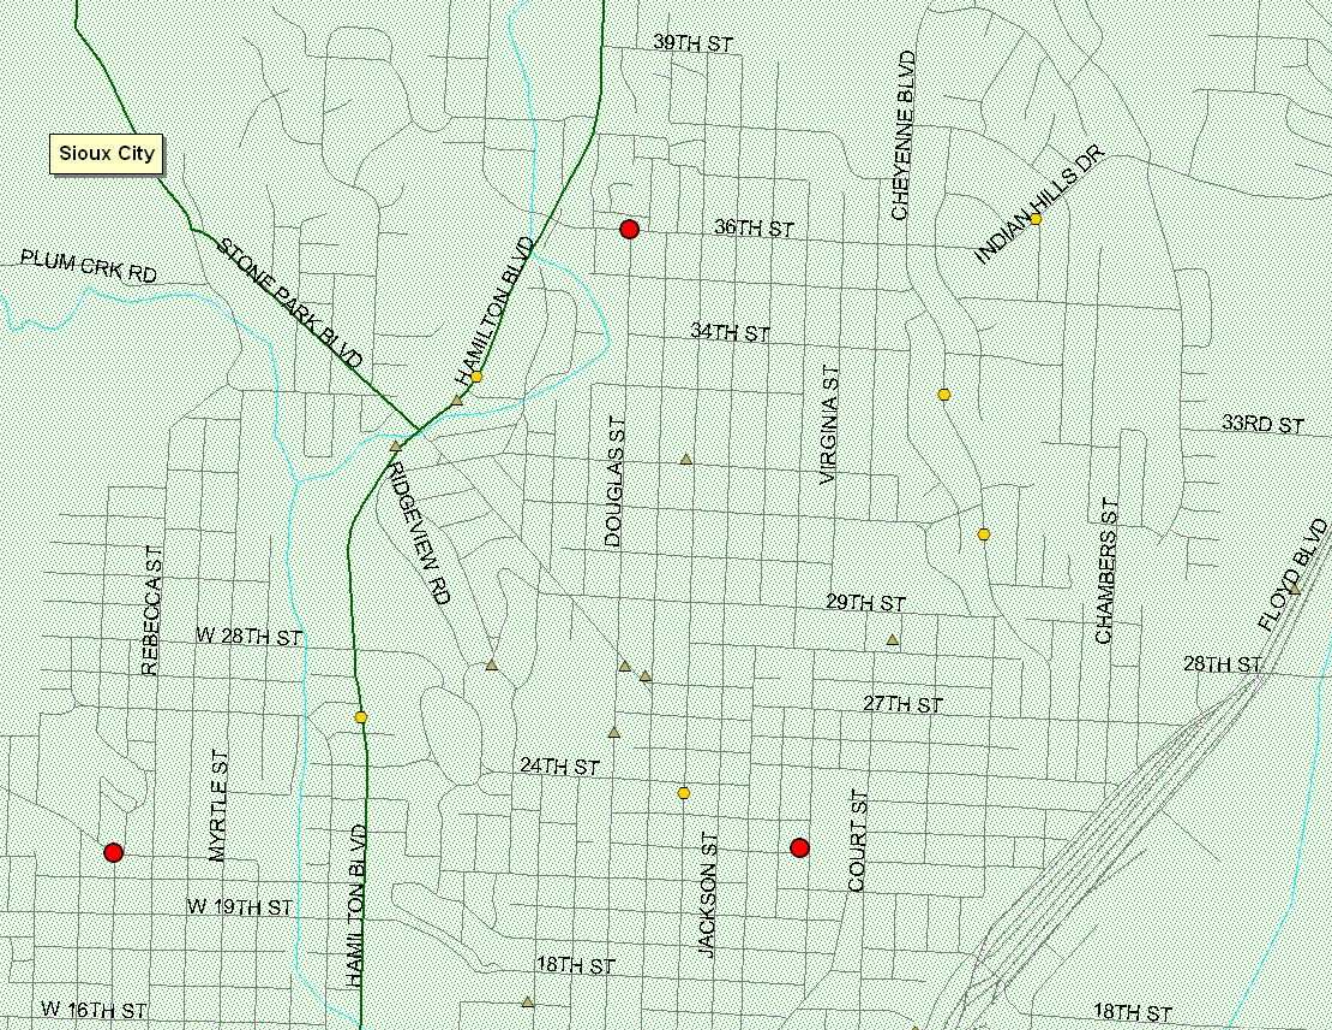 39TH ST
CHEYENNE BLVD
Sioux City
INDIAN HILLS DR
36TH ST
STONE PARK BLVD
PLUM CRK RD
HAMILTON BLVD
34TH ST
VIRGINIA ST
33RD ST
DOUGLAS ST
RIDGEVIEW RD
CHAMBERS ST
FLOYD BLVD
REBECCA ST
29TH ST
W 28TH ST
28TH ST
27TH ST
24TH ST
MYRTLE ST
COURT ST
HAMILTON BLVD
JACKSON ST
W 19TH ST
18TH ST
W 16TH ST
18TH ST